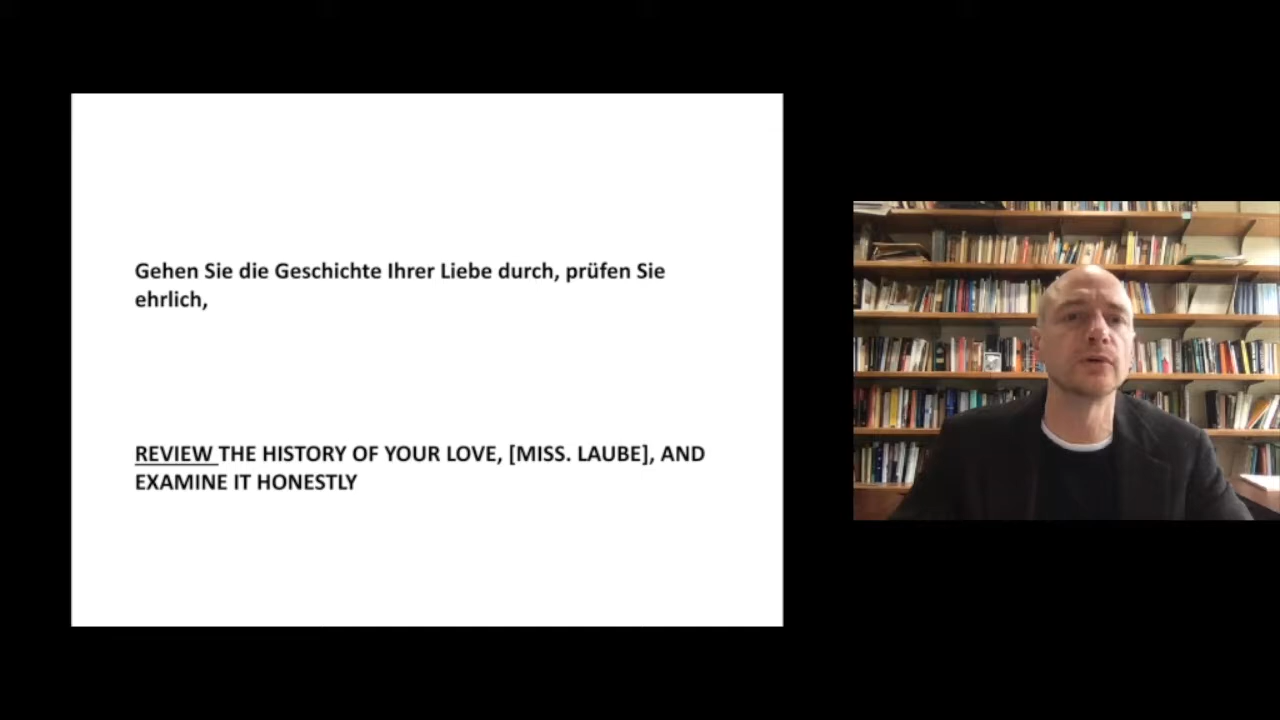 Gehen Sie die Geschichte Ihrer Liebe durch, prüfen Sie
ehrlich,
REVIEW THE HISTORY OF YOUR LOVE, [MISS. LAUBE], AND
EXAMINE IT HONESTLY